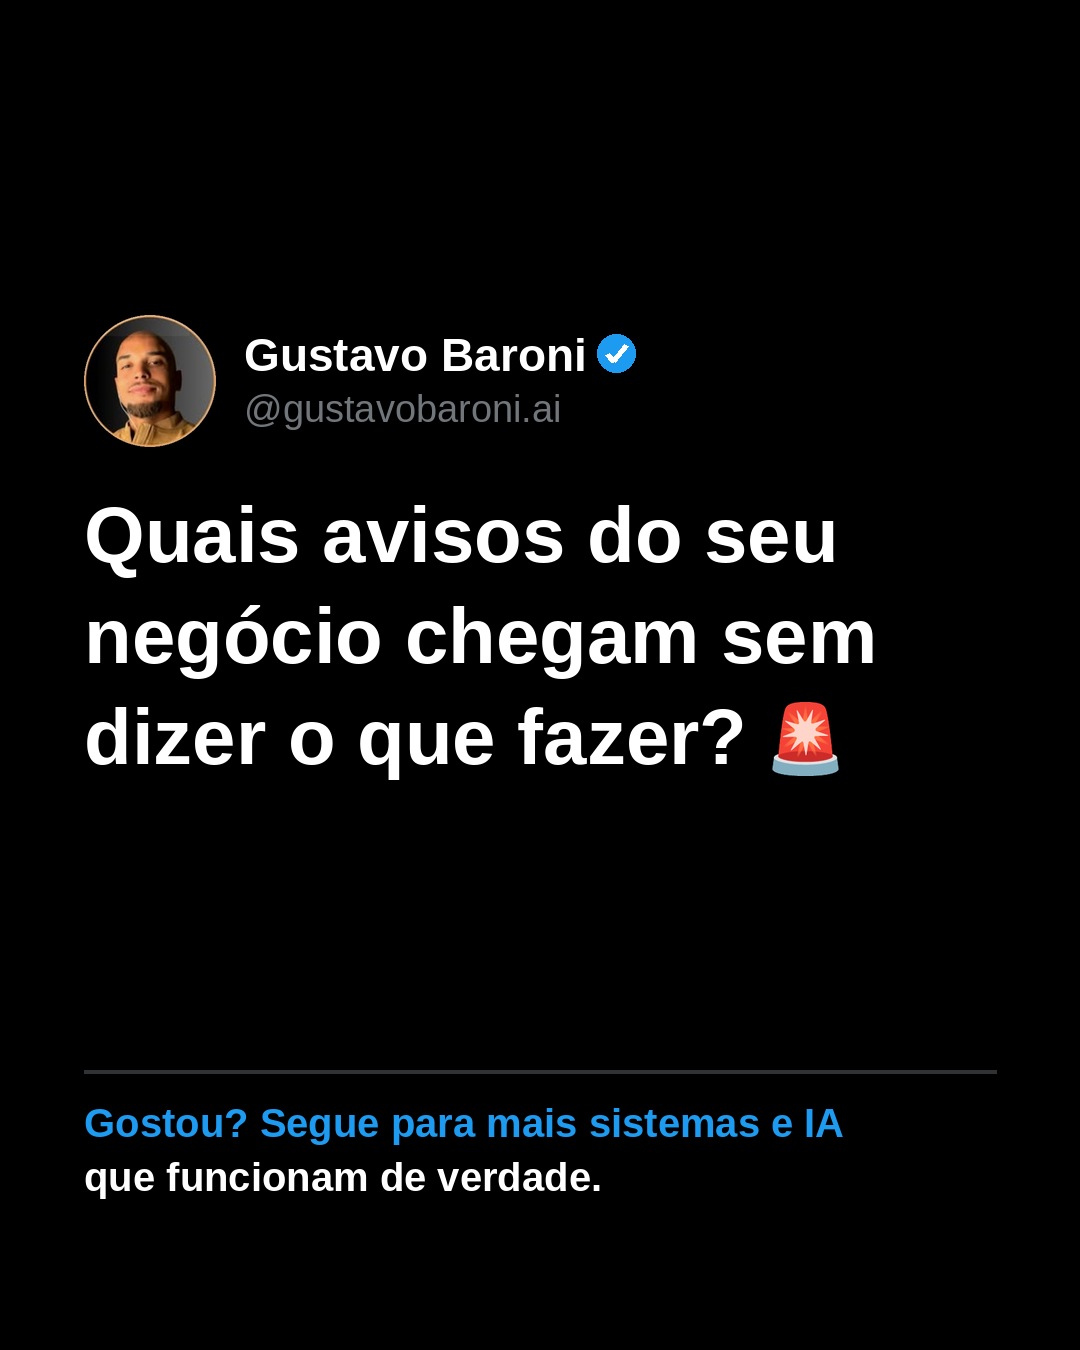 Gustavo Baroni
@gustavobaroni.ai
Quais avisos do seu
negócio chegam sem
dizer o que fazer? 🚨
Gostou? Segue para mais sistemas e IA
que funcionam de verdade.